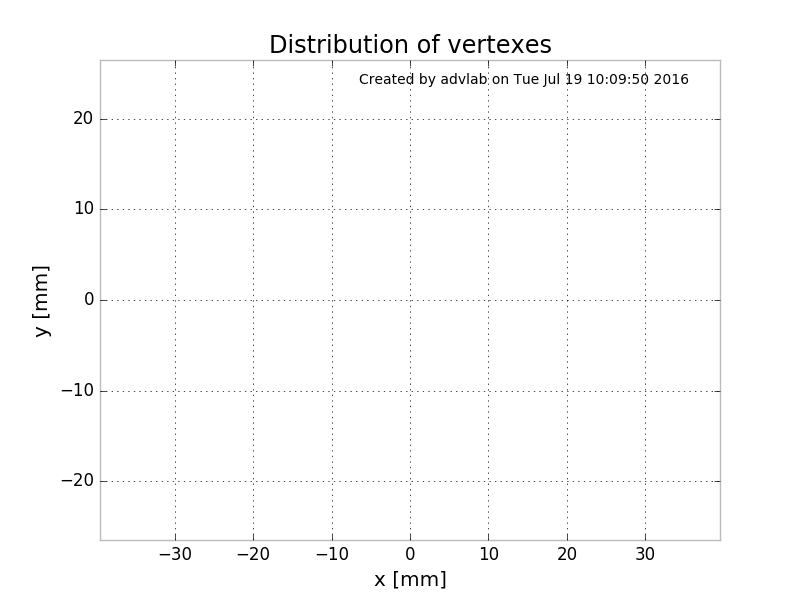 Distribution of vertexes
Created by advlab on Tue Jul 19 10:09:50 2016
20
10
0
−10
−20
y [mm]
−30 −20 −10 0 10 20 30
x [mm]